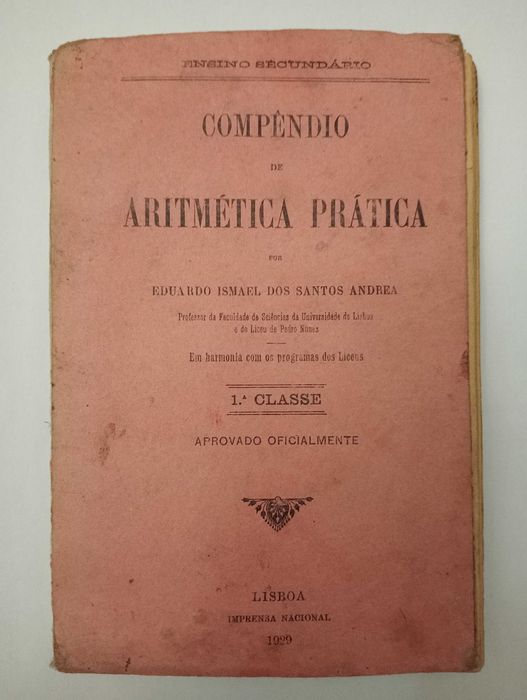 ENSINO SECUNDÁRIO
COMPÊNDIO
DE
ARITMÉTICA PRÁTICA
POR
EDUARDO ISMAEL DOS SANTOS ANDREA
Professor da Faculdade de Sciências da Universidade de Lisboa
e do Liceu de Pedro Nunes
Em harmonia com os programas dos Liceus
1.ª CLASSE
APROVADO OFICIALMENTE
LISBOA
IMPRENSA NACIONAL
1929